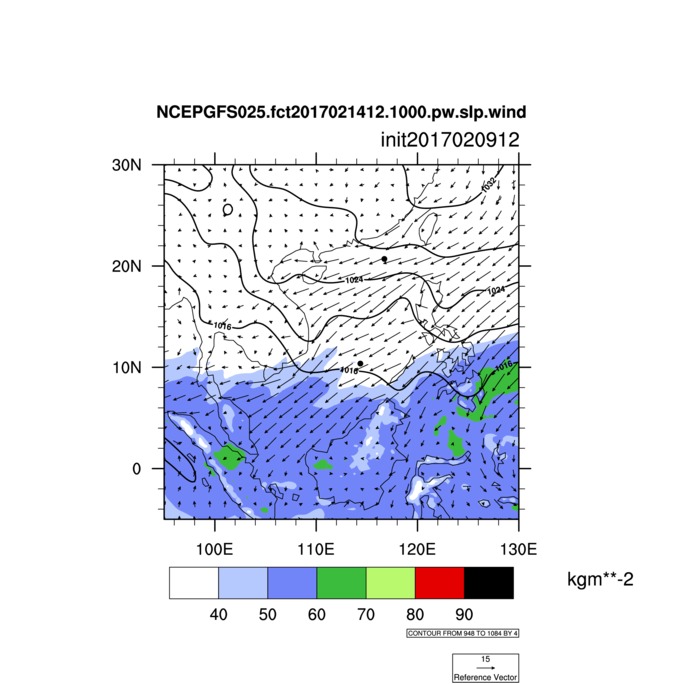 NCEPGFS025.fct2017021412.1000.pw.slp.wind
init2017020912
30N
1032
20N
1024
1024
1016
10N
1016
1016
0
100E 110E 120E 130E
kgm**-2
40 50 60 70 80 90
CONTOUR FROM 948 TO 1084 BY 4
15
Reference Vector